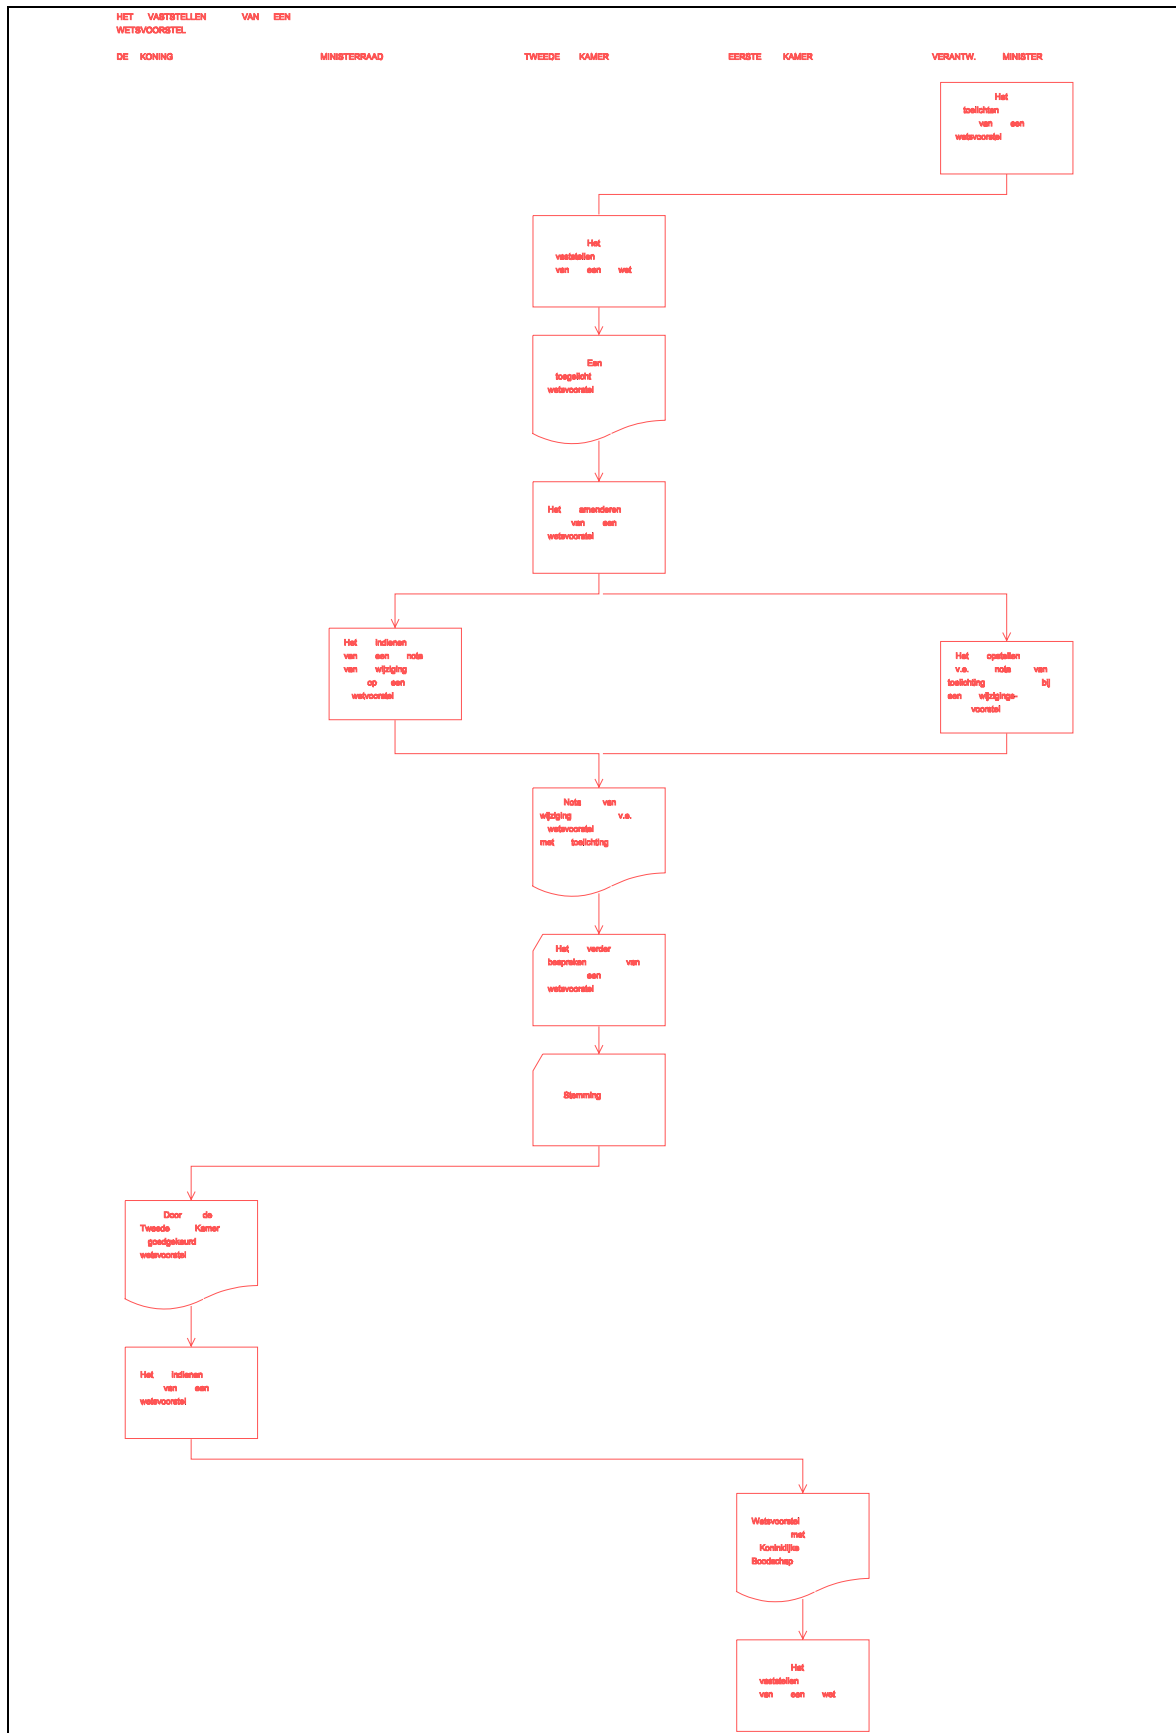 HET VASTSTELLEN VAN EEN
WETSVOORSTEL
DE KONING MINISTERRAAD TWEEDE KAMER EERSTE KAMER VERANTW. MINISTER
Het
toelichten
van een
wetsvoorstel
Het
vaststellen
van een wet
Een
toegelicht
wetsvoorstel
Het amenderen
van een
wetsvoorstel
Het indienen
van een nota
van wijziging
op een
wetvoorstel
Het opstellen
v.e. nota van
toelichting bij
een wijzigings-
voorstel
Nota van
wijziging v.e.
wetsvoorstel
met toelichting
Het verder
bespreken van
een
wetsvoorstel
Stemming
Door de
Tweede Kamer
goedgekeurd
wetsvoorstel
Het indienen
van een
wetsvoorstel
Wetsvoorstel
met
Koninklijke
Boodschap
Het
vaststellen
van een wet